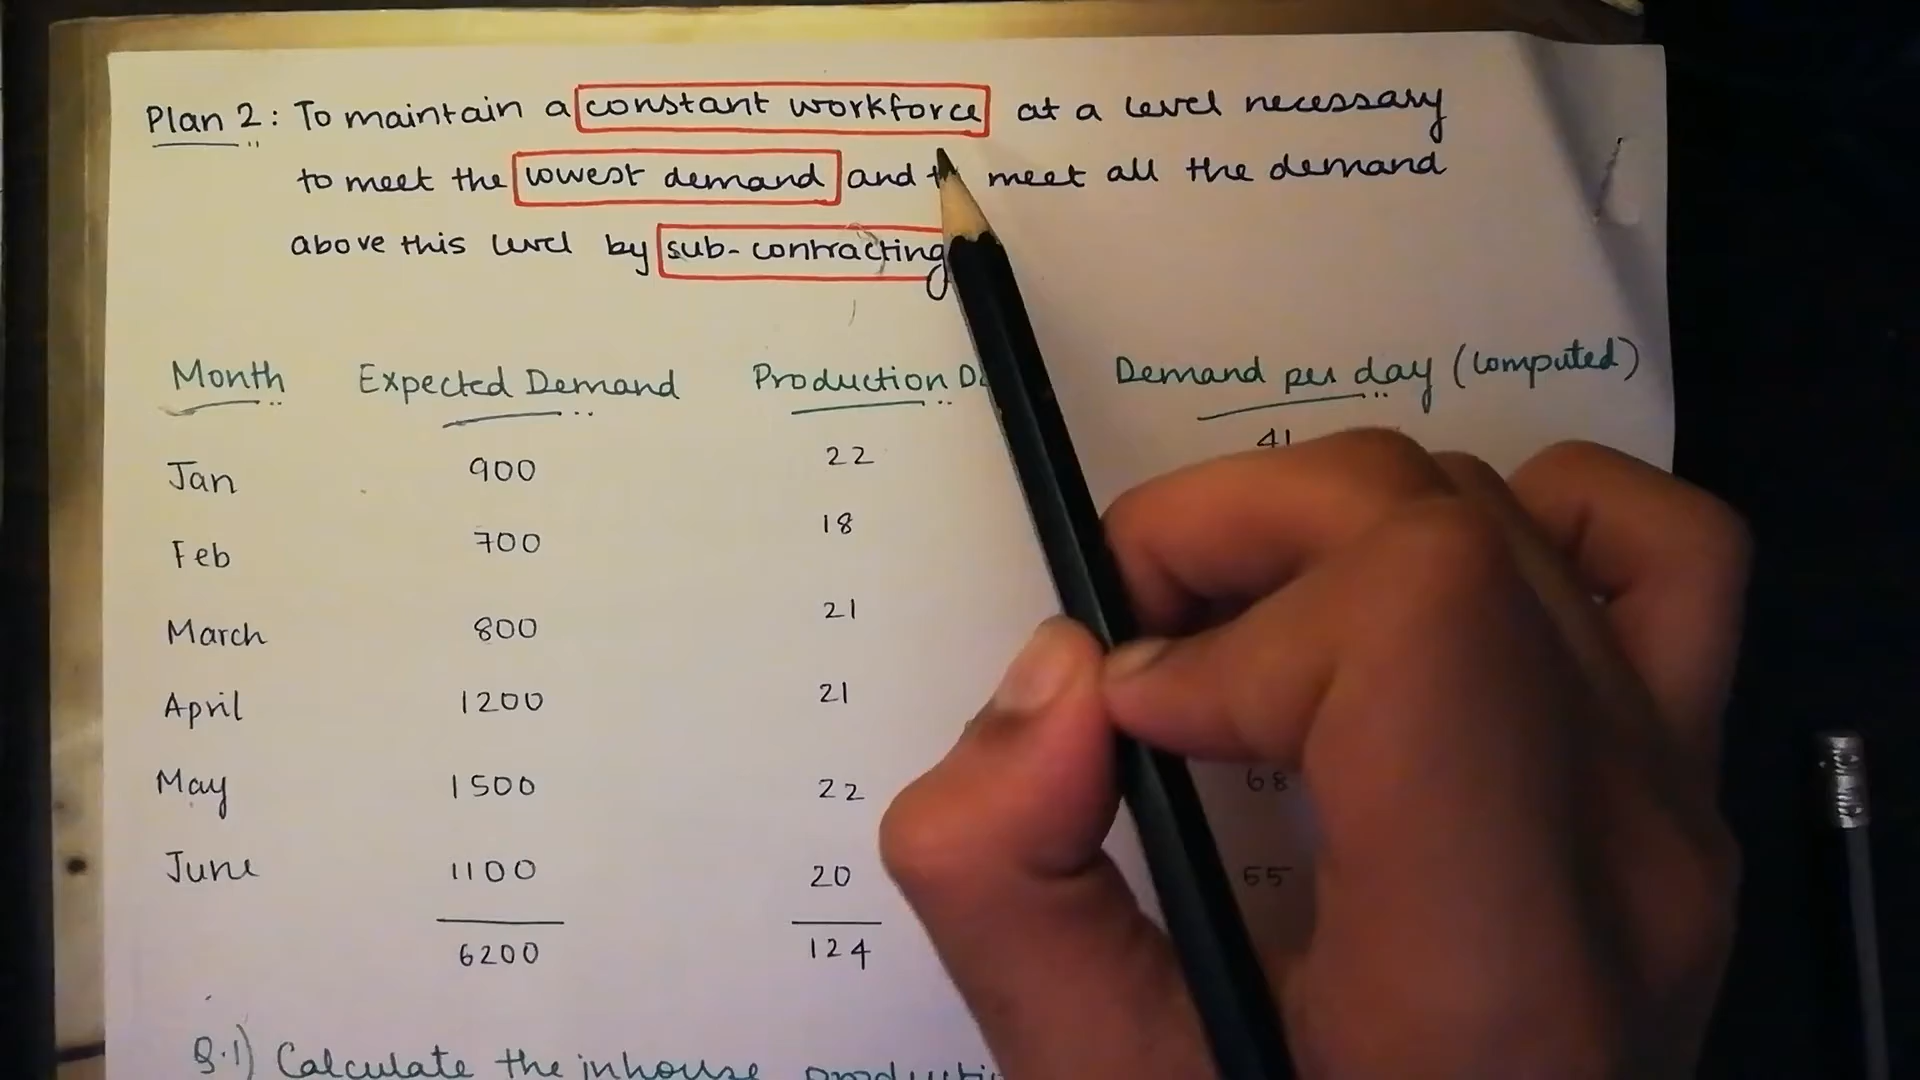 Plan 2: To maintain a constant workforce at a level necessary
to meet the lowest demand and meet all the demand
above this level by sub-contracting
Month Expected Demand Production Demand per day (computed)
Jan 900 22 41
Feb 700 18
March 800 21
April 1200 21
May 1500 22 68
June 1100 20 55
6200 124
Q.1) Calculate the inhouse